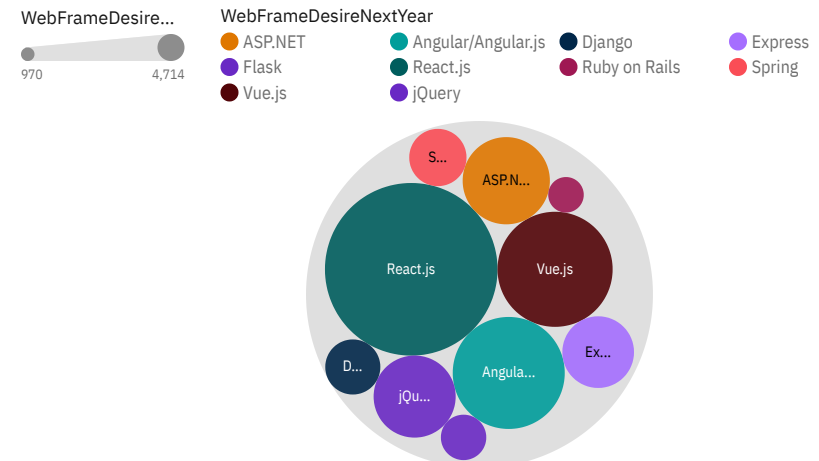 WebFrameDesire...
970 4,714
WebFrameDesireNextYear
ASP.NET Angular/Angular.js Django Express
Flask React.js Ruby on Rails Spring
Vue.js jQuery
S...
ASP.N...
React.js
Vue.js
Ex...
D...
Angula...
jQu...